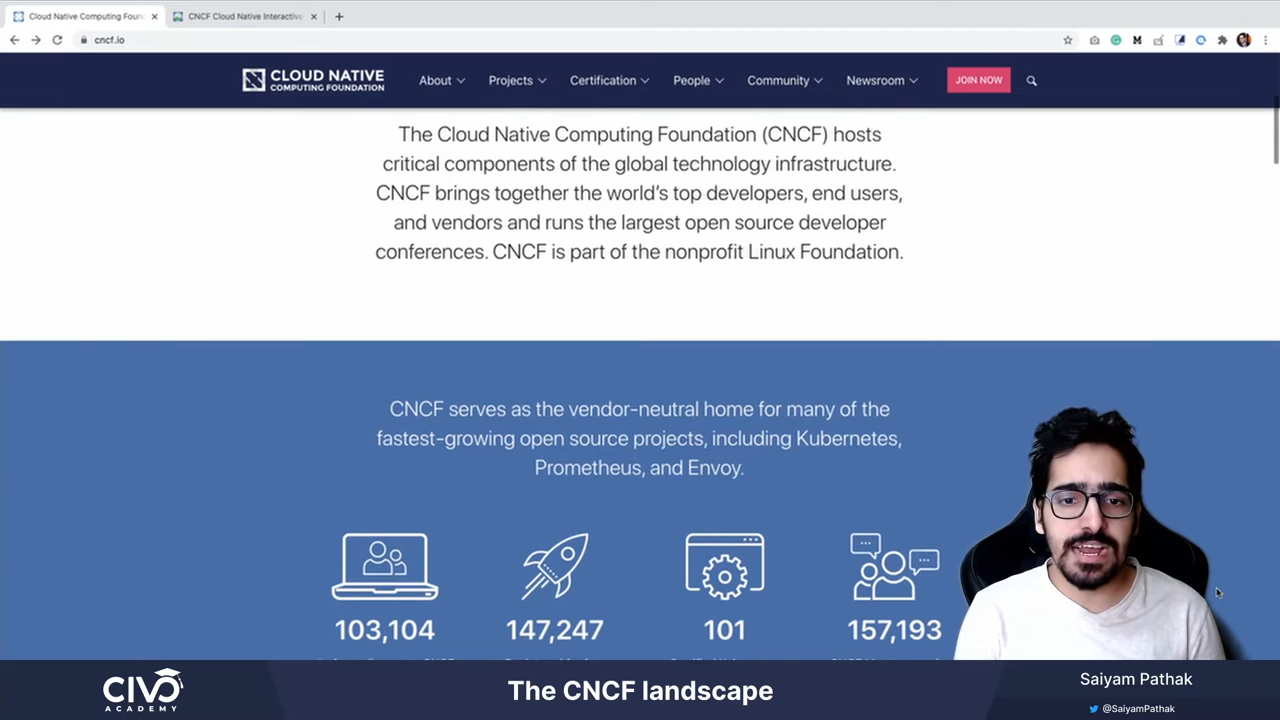 Cloud Native Computing Foun
CNCF Cloud Native Interactive
cncf.io
CLOUD NATIVE
COMPUTING FOUNDATION
About
Projects
Certification
People
Community
Newsroom
JOIN NOW
The Cloud Native Computing Foundation (CNCF) hosts
critical components of the global technology infrastructure.
CNCF brings together the world's top developers, end users,
and vendors and runs the largest open source developer
conferences. CNCF is part of the nonprofit Linux Foundation.
CNCF serves as the vendor-neutral home for many of the
fastest-growing open source projects, including Kubernetes,
Prometheus, and Envoy.
103,104
147,247
101
157,193
CIVO
ACADEMY
The CNCF landscape
Saiyam Pathak
@SaiyamPathak